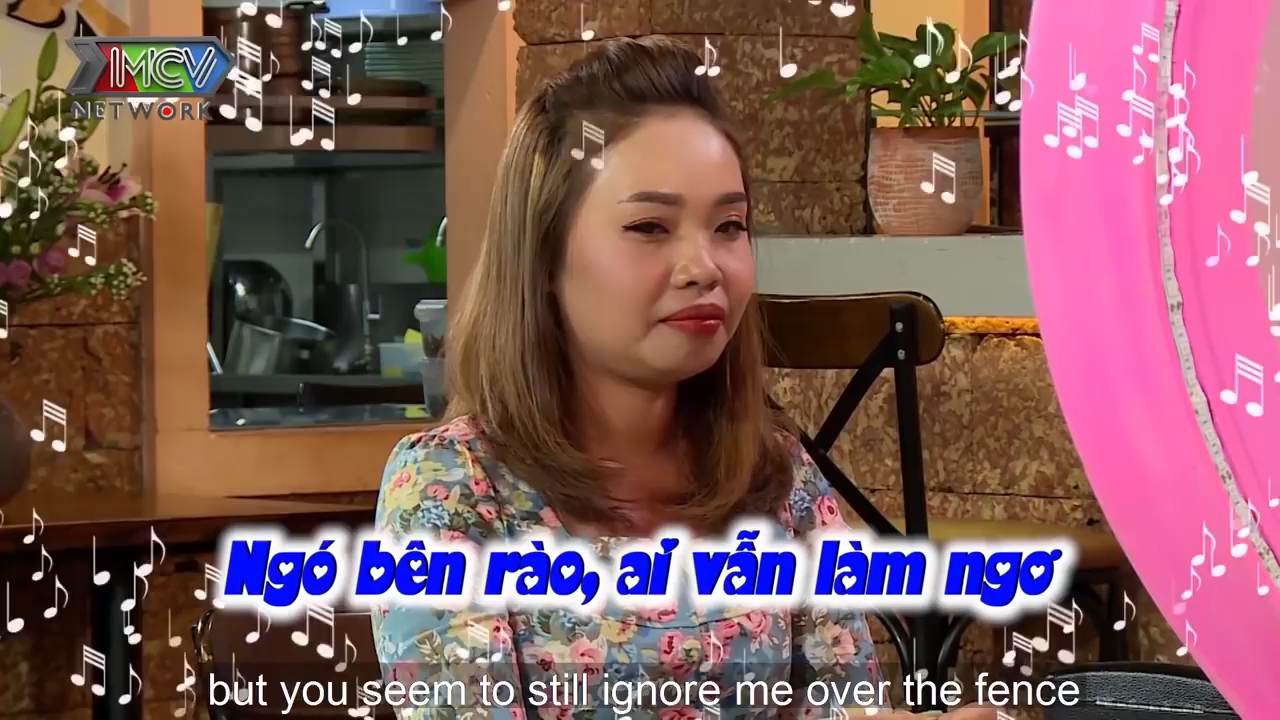 MCV
NETWORK
Ngó bên rào, ai vẫn làm ngơ
but you seem to still ignore me over the fence